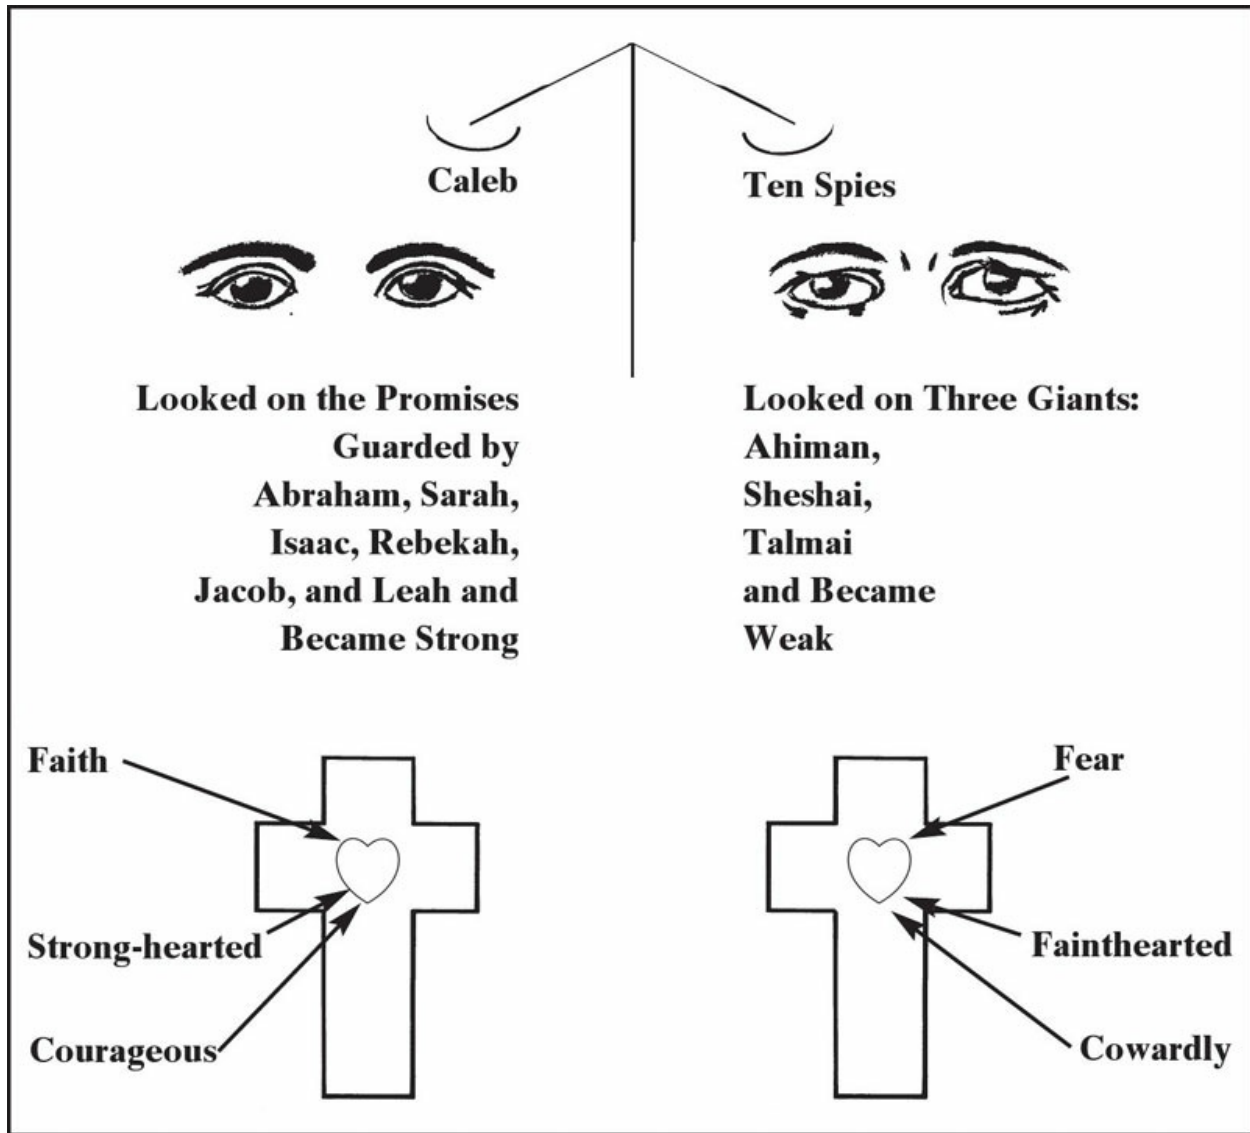 Caleb
Looked on the Promises
Guarded by
Abraham, Sarah,
Isaac, Rebekah,
Jacob, and Leah and
Became Strong
Faith
Strong-hearted
Courageous
Ten Spies
Looked on Three Giants:
Ahiman,
Sheshai,
Talmai
and Became
Weak
Fear
Fainthearted
Cowardly